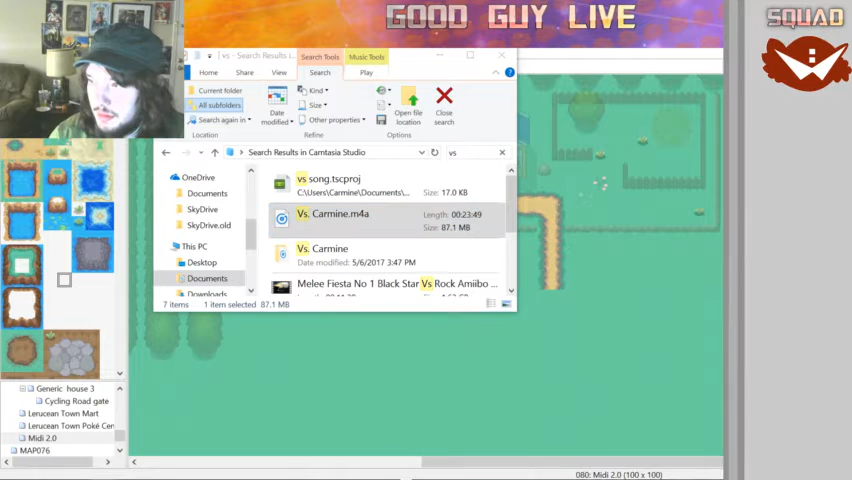 GOOD GUY LIVE
SQUAD
vs - Search Results i...
Search Tools
Music Tools
Home
Share
View
Search
Play
Current folder
All subfolders
Search again in
Location
Date
modified
Kind
Size
Other properties
Refine
Open file
location
Close
search
Options
Search Results in Camtasia Studio
vs
OneDrive
Documents
SkyDrive
SkyDrive.old
This PC
Desktop
Documents
Downloads
vs song.tscproj
C:\Users\Carmine\Documents\...
Size: 17.0 KB
Vs. Carmine.m4a
Length: 00:23:49
Size: 87.1 MB
Vs. Carmine
Date modified: 5/6/2017 3:47 PM
Melee Fiesta No 1 Black Star Vs Rock Amiibo ...
7 items
1 item selected 87.1 MB
Generic house 3
Cycling Road gate
Lerucean Town Mart
Lerucean Town Poké Cen
Midi 2.0
MAP076
080: Midi 2.0 (100 x 100)